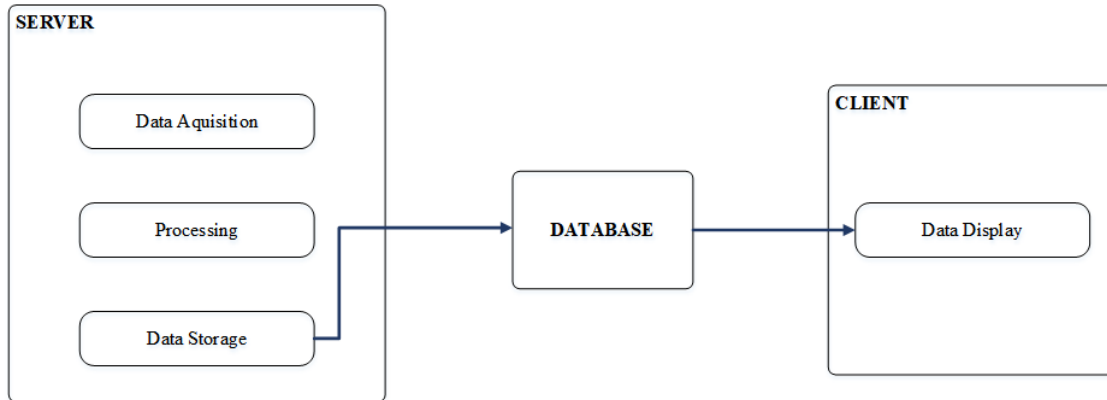 SERVER
Data Aquisition
Processing
Data Storage
DATABASE
CLIENT
Data Display